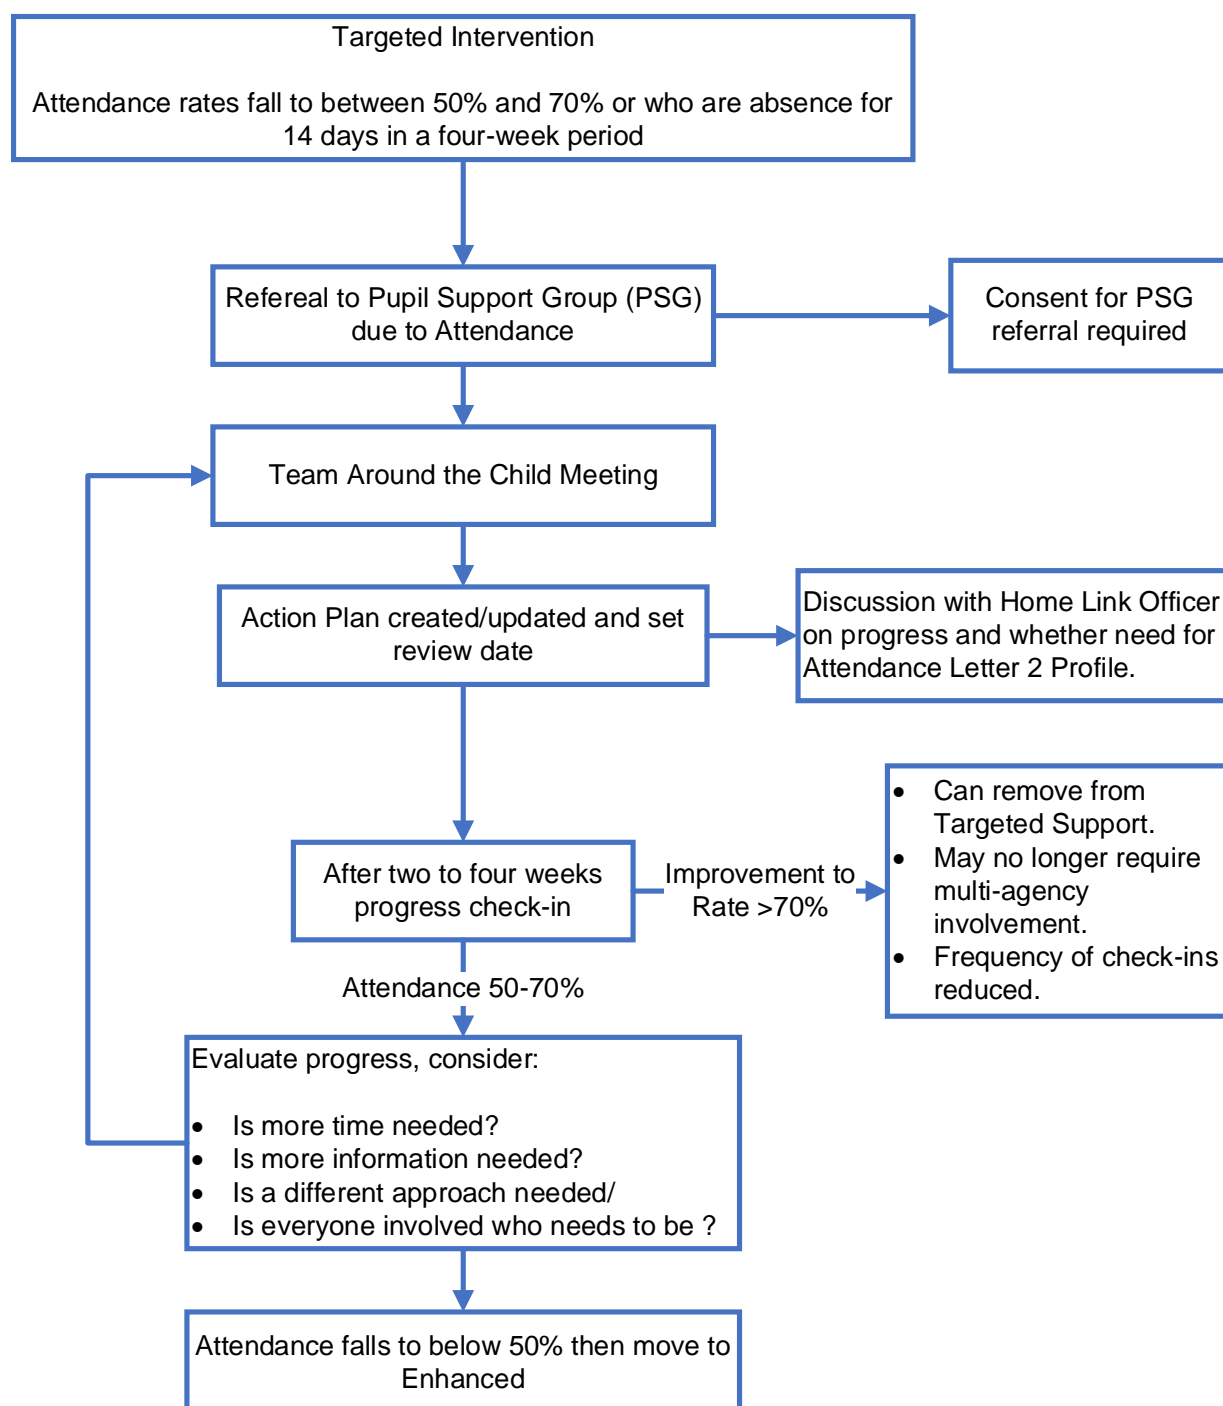 Targeted Intervention
Attendance rates fall to between 50% and 70% or who are absence for
14 days in a four-week period
Refereal to Pupil Support Group (PSG)
due to Attendance
Consent for PSG
referral required
Team Around the Child Meeting
Action Plan created/updated and set
review date
Discussion with Home Link Officer
on progress and whether need for
Attendance Letter 2 Profile.
After two to four weeks
progress check-in
Improvement to
Rate >70%
• Can remove from
Targeted Support.
• May no longer require
multi-agency
involvement.
• Frequency of check-ins
reduced.
Attendance 50-70%
Evaluate progress, consider:
• Is more time needed?
• Is more information needed?
• Is a different approach needed/
• Is everyone involved who needs to be ?
Attendance falls to below 50% then move to
Enhanced